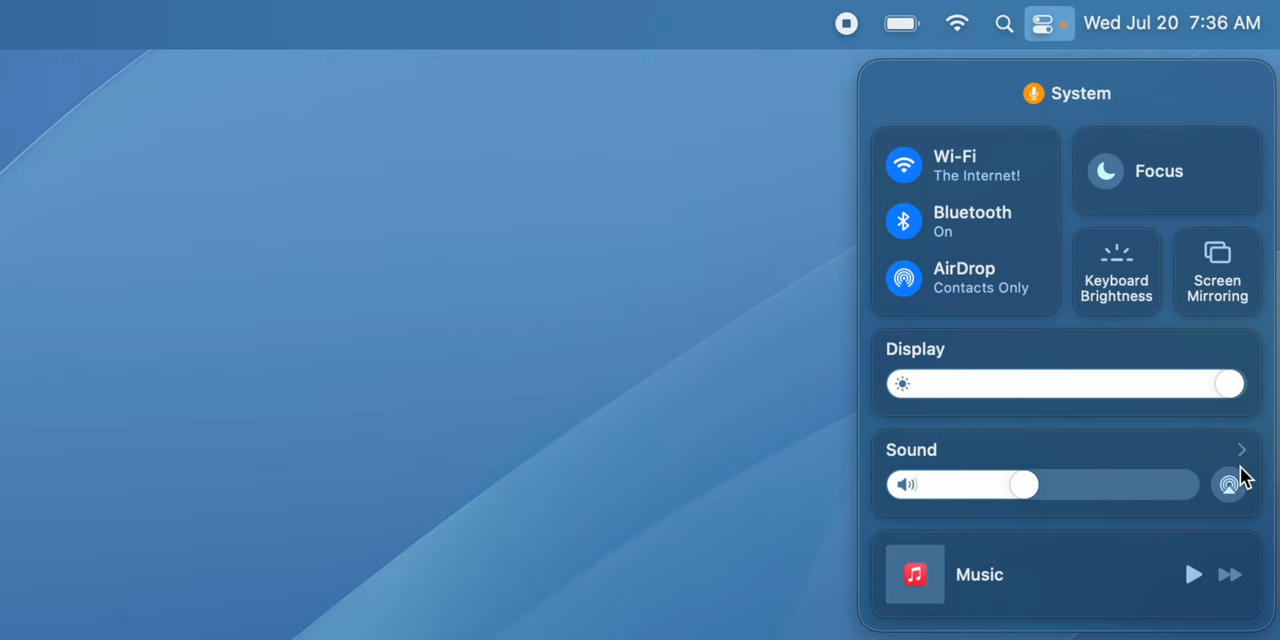 Wed Jul 20 7:36 AM
System
Wi-Fi
The Internet!
Bluetooth
On
AirDrop
Contacts Only
Focus
Keyboard
Brightness
Screen
Mirroring
Display
Sound
Music